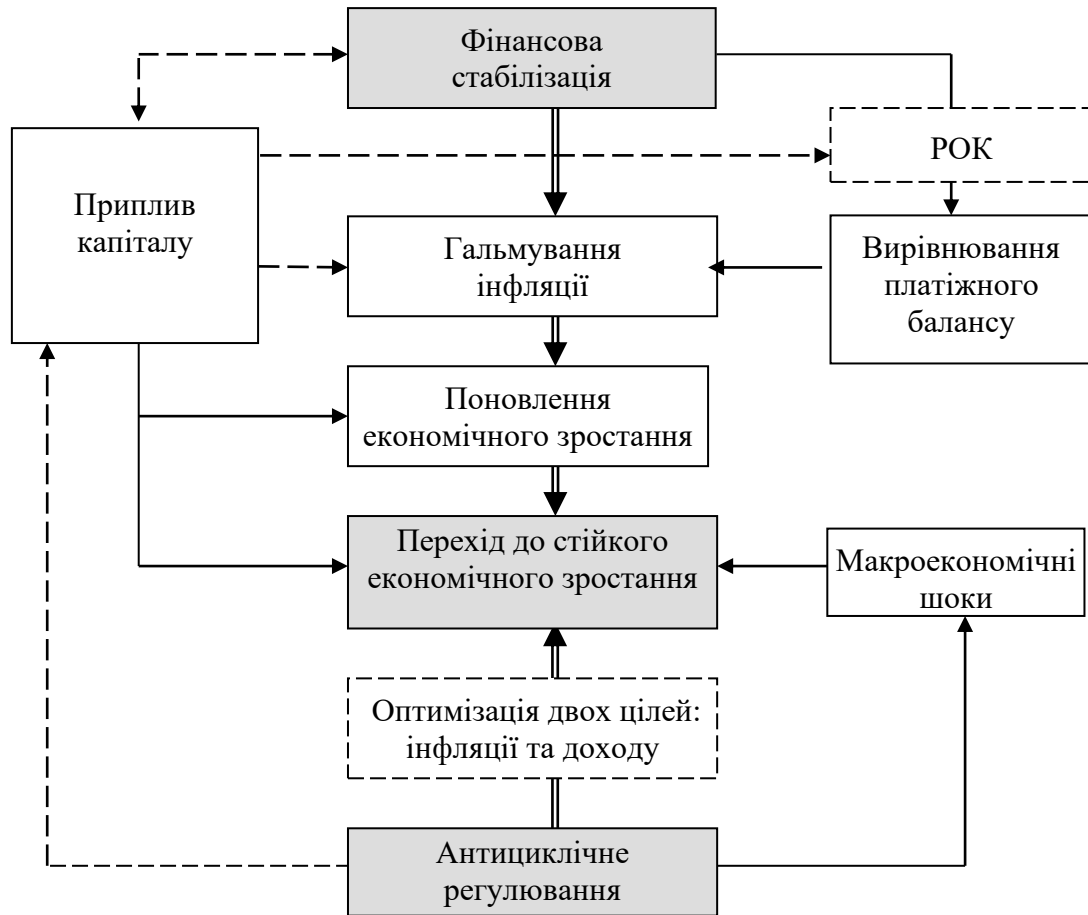 Фінансова
стабілізація
РОК
Приплив
капіталу
Гальмування
інфляції
Вирівнювання
платіжного
балансу
Поновлення
економічного зростання
Перехід до стійкого
економічного зростання
Макроекономічні
шоки
Оптимізація двох цілей:
інфляції та доходу
Антициклічне
регулювання